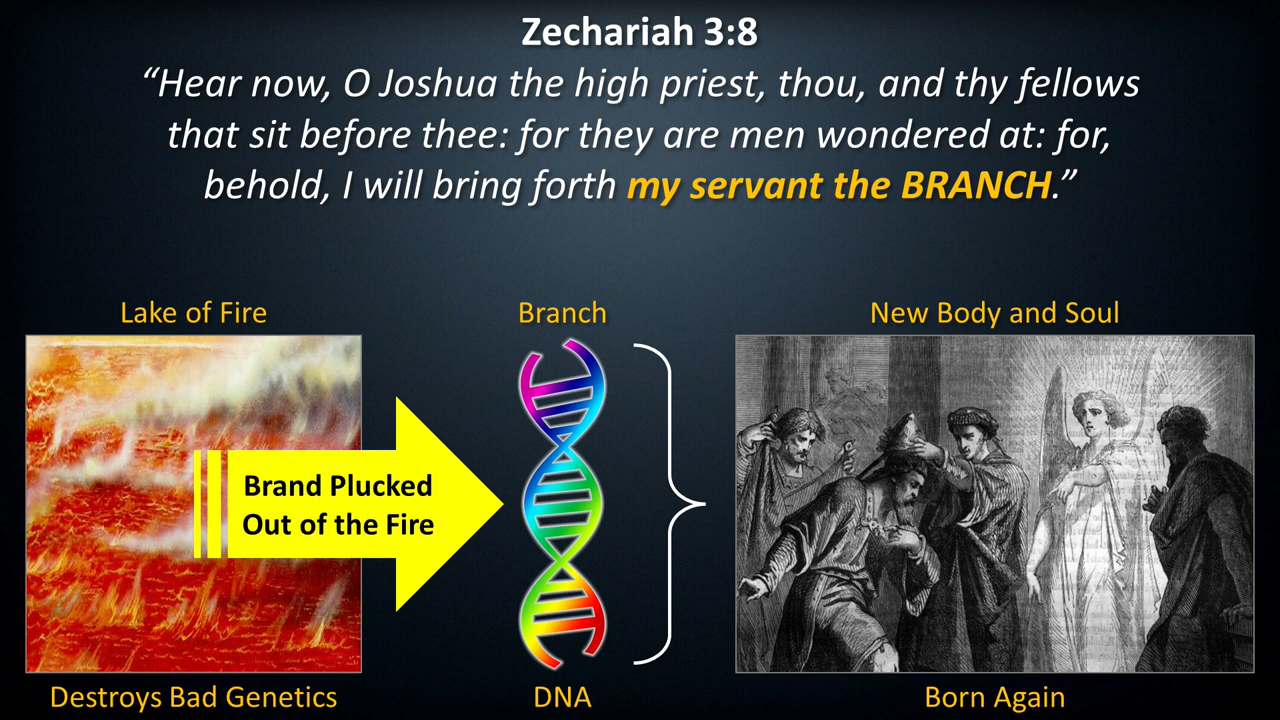 Zechariah 3:8
“Hear now, O Joshua the high priest, thou, and thy fellows
that sit before thee: for they are men wondered at: for,
behold, I will bring forth my servant the BRANCH.”
Lake of Fire
Branch
New Body and Soul
Brand Plucked
Out of the Fire
Destroys Bad Genetics
DNA
Born Again